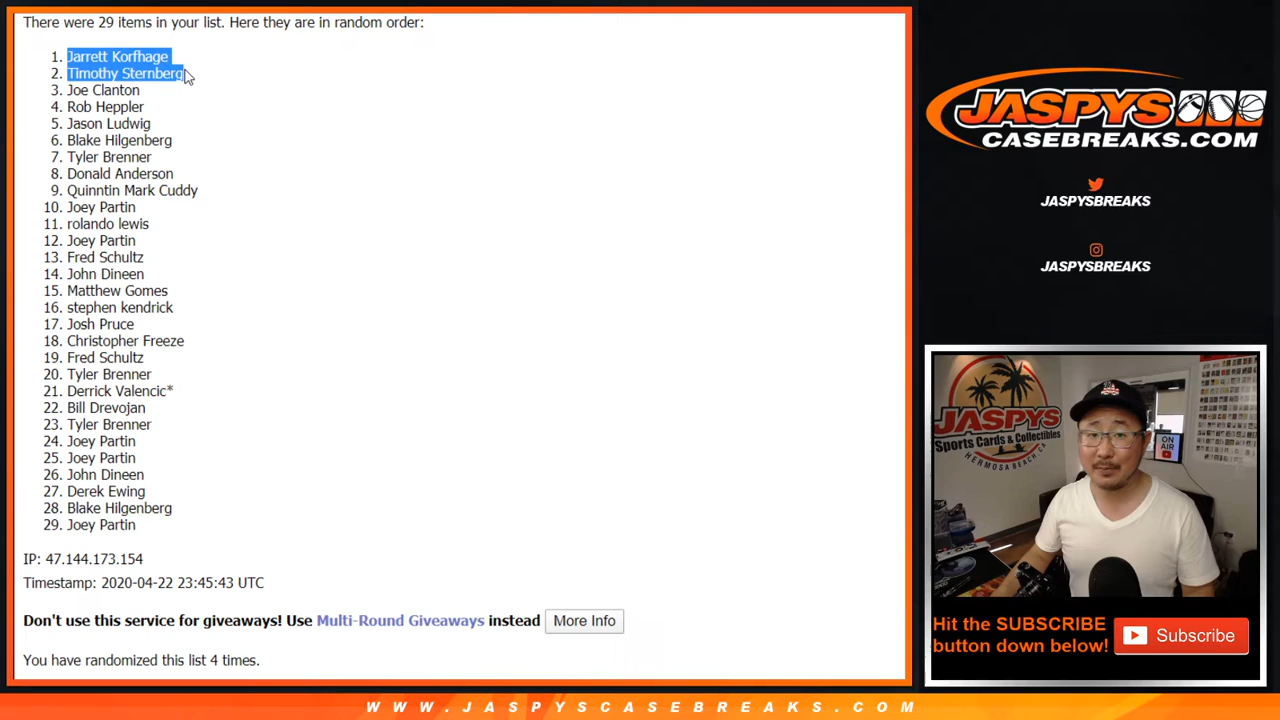 There were 29 items in your list. Here they are in random order:
1. Jarrett Korfhage
2. Timothy Sternberg
3. Joe Clanton
4. Rob Heppler
5. Jason Ludwig
6. Blake Hilgenberg
7. Tyler Brenner
8. Donald Anderson
9. Quinntin Mark Cuddy
10. Joey Partin
11. rolando lewis
12. Joey Partin
13. Fred Schultz
14. John Dineen
15. Matthew Gomes
16. stephen kendrick
17. Josh Pruce
18. Christopher Freeze
19. Fred Schultz
20. Tyler Brenner
21. Derrick Valencic*
22. Bill Drevojan
23. Tyler Brenner
24. Joey Partin
25. Joey Partin
26. John Dineen
27. Derek Ewing
28. Blake Hilgenberg
29. Joey Partin
IP: 47.144.173.154
Timestamp: 2020-04-22 23:45:43 UTC
Don't use this service for giveaways! Use Multi-Round Giveaways instead More Info
You have randomized this list 4 times.
JASPYS
CASEBREAKS.COM
JASPYSBREAKS
JASPYSBREAKS
JASPYS
Sports Cards & Collectibles
HERMOSA BEACH, CA
ON
AIR
Hit the SUBSCRIBE
button down below!
Subscribe
WWW.JASPYSCASEBREAKS.COM